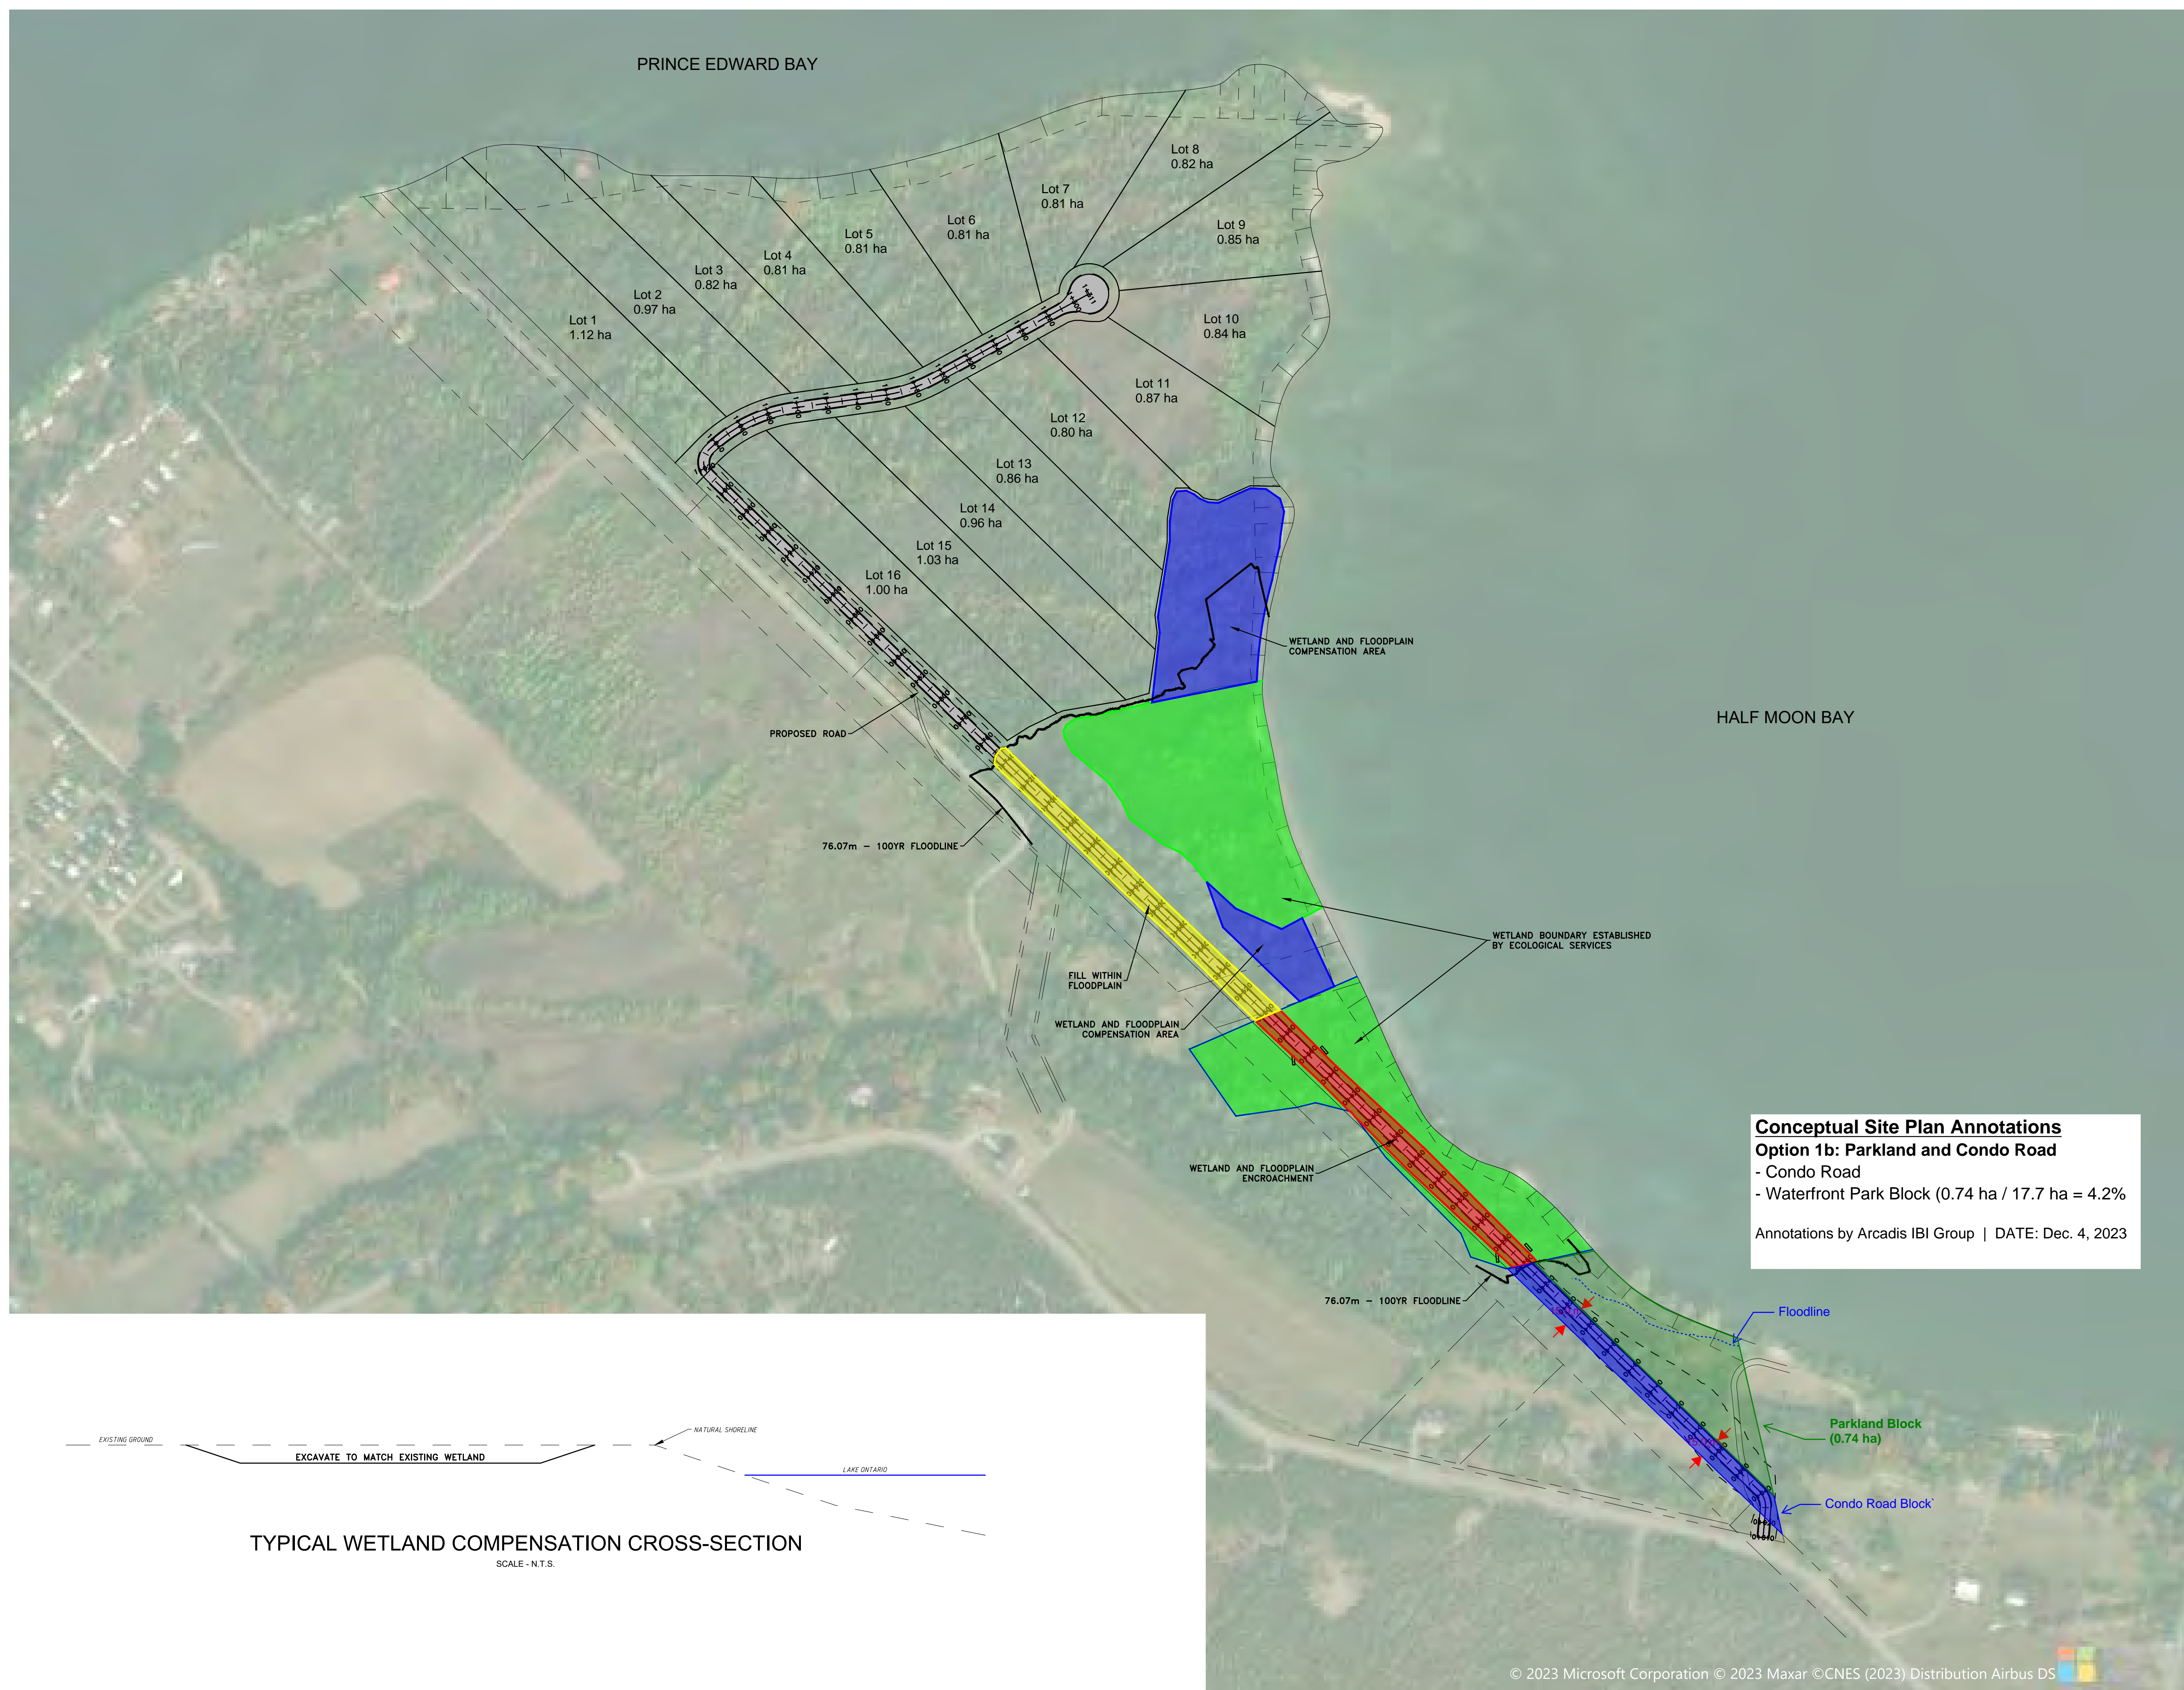 PRINCE EDWARD BAY
Lot 8
0.82 ha
Lot 7
0.81 ha
Lot 6
0.81 ha
Lot 9
0.85 ha
Lot 5
0.81 ha
Lot 4
0.81 ha
Lot 3
0.82 ha
Lot 2
0.97 ha
Lot 1
1.12 ha
Lot 10
0.84 ha
Lot 11
0.87 ha
Lot 12
0.80 ha
Lot 13
0.86 ha
Lot 14
0.96 ha
Lot 15
1.03 ha
Lot 16
1.00 ha
WETLAND AND FLOODPLAIN
COMPENSATION AREA
HALF MOON BAY
PROPOSED ROAD
76.07m - 100YR FLOODLINE
WETLAND BOUNDARY ESTABLISHED
BY ECOLOGICAL SERVICES
FILL WITHIN
FLOODPLAIN
WETLAND AND FLOODPLAIN
COMPENSATION AREA
WETLAND AND FLOODPLAIN
ENCROACHMENT
Conceptual Site Plan Annotations
Option 1b: Parkland and Condo Road
- Condo Road
- Waterfront Park Block (0.74 ha / 17.7 ha = 4.2%
Annotations by Arcadis IBI Group | DATE: Dec. 4, 2023
76.07m - 100YR FLOODLINE
Floodline
Parkland Block
(0.74 ha)
Condo Road Block`
EXISTING GROUND
NATURAL SHORELINE
EXCAVATE TO MATCH EXISTING WETLAND
LAKE ONTARIO
TYPICAL WETLAND COMPENSATION CROSS-SECTION
SCALE - N.T.S.
© 2023 Microsoft Corporation © 2023 Maxar ©CNES (2023) Distribution Airbus DS